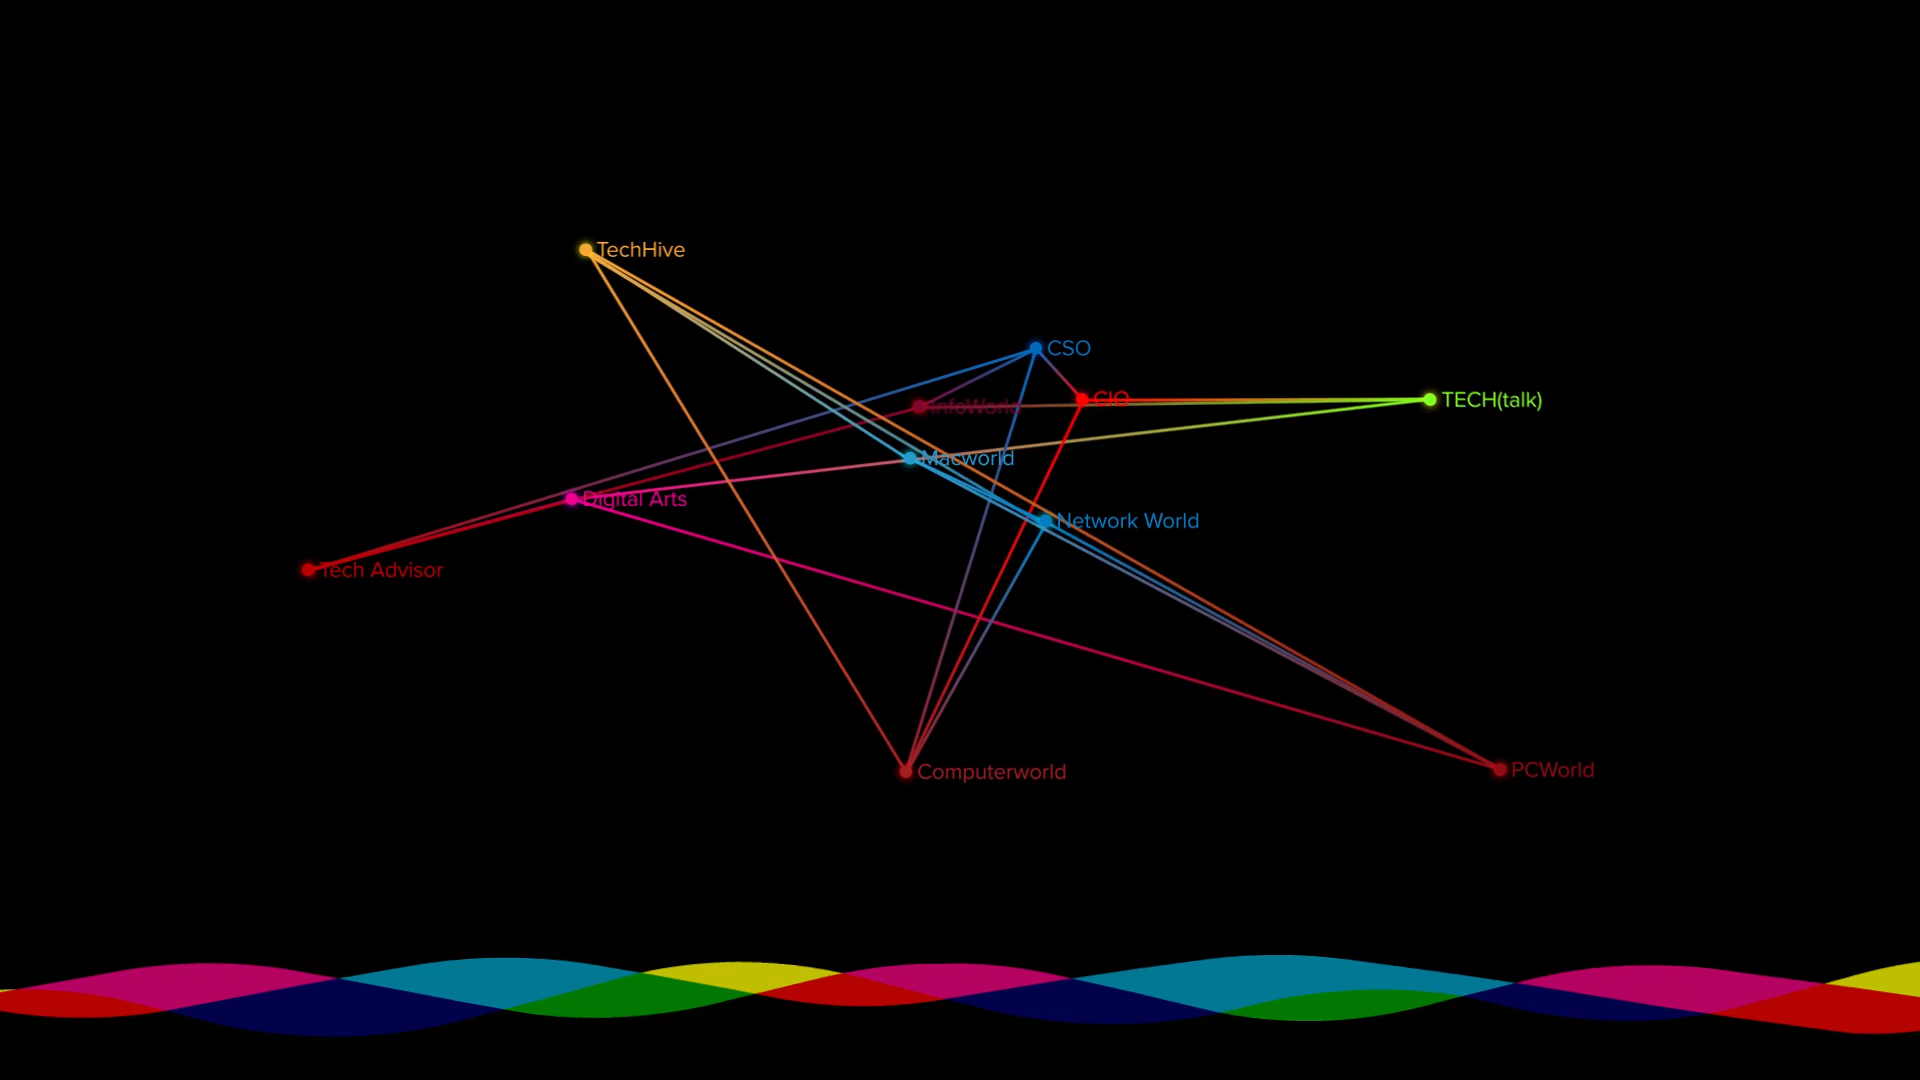 TechHive
CSO
CIO
TECH(talk)
InfoWorld
Macworld
Digital Arts
Network World
Tech Advisor
Computerworld
PCWorld